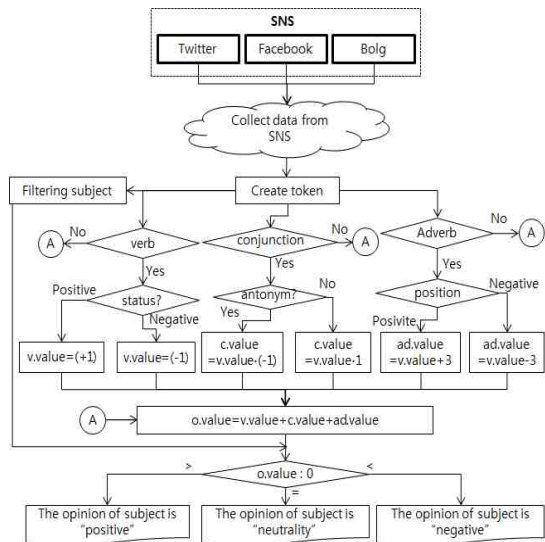 SNS
Twitter
Facebook
Bolg
Collect data from
SNS
Filtering subject
Create token
A
No
verb
conjunction
No
A
Adverb
No
A
Yes
Yes
Yes
Positive
status?
Negative
antonym?
Yes
No
position
Posivite
Negative
v.value=(+1)
v.value=(-1)
c.value
=v.value·(-1)
c.value
=v.value·1
ad.value
=v.value+3
ad.value
=v.value-3
A
o.value=v.value+c.value+ad.value
>
o.value : 0
<
=
The opinion of subject is
"positive"
The opinion of subject is
"neutrality"
The opinion of subject is
"negative"